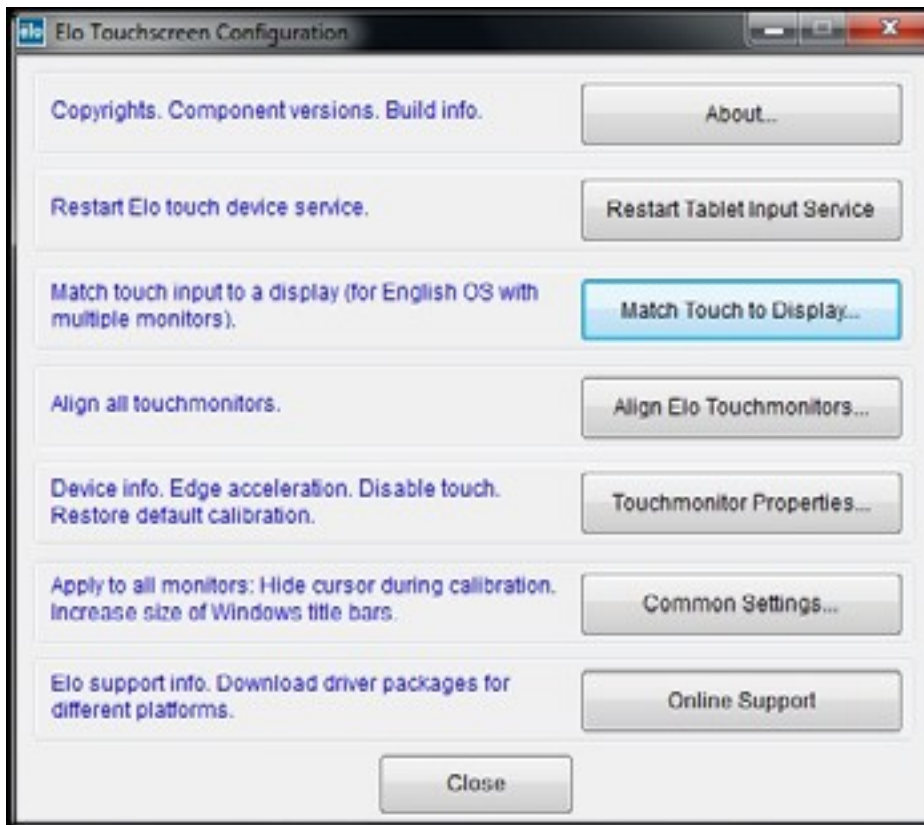 elo Elo Touchscreen Configuration
Copyrights. Component versions. Build info.
About...
Restart Elo touch device service.
Restart Tablet Input Service
Match touch input to a display (for English OS with
multiple monitors).
Match Touch to Display...
Align all touchmonitors.
Align Elo Touchmonitors...
Device info. Edge acceleration. Disable touch.
Restore default calibration.
Touchmonitor Properties...
Apply to all monitors: Hide cursor during calibration.
Increase size of Windows title bars.
Common Settings...
Elo support info. Download driver packages for
different platforms.
Online Support
Close